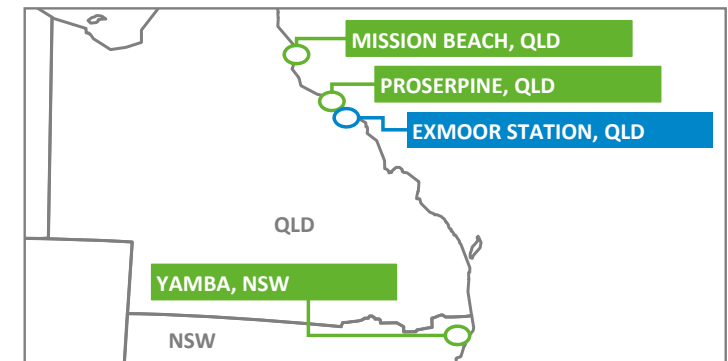 MISSION BEACH, QLD
PROSERPINE, QLD
EXMOOR STATION, QLD
QLD
YAMBA, NSW
NSW